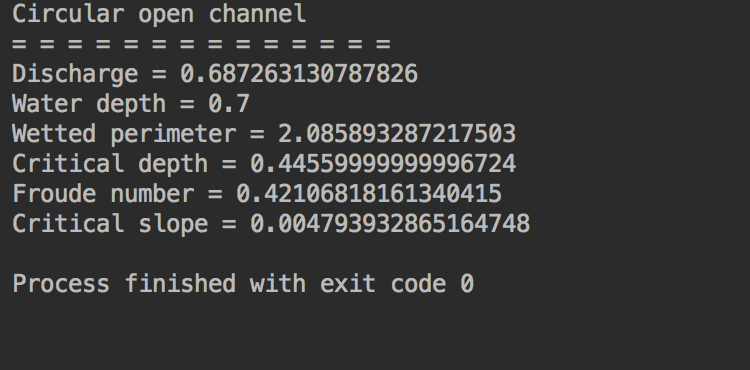 Circular open channel
= = = = = = = = = = = = = =
Discharge = 0.687263130787826
Water depth = 0.7
Wetted perimeter = 2.085893287217503
Critical depth = 0.44559999999996724
Froude number = 0.42106818161340415
Critical slope = 0.004793932865164748
Process finished with exit code 0